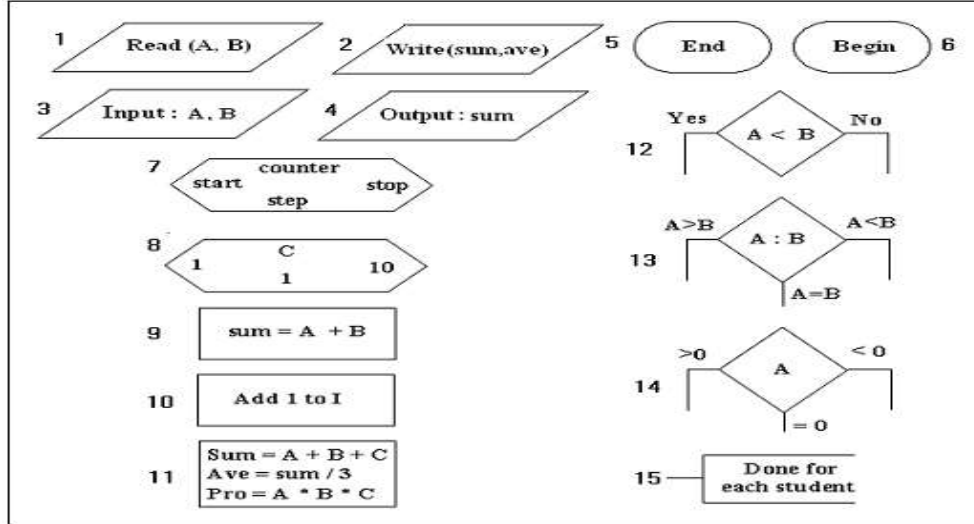 1 Read (A, B)
2 Write(sum,ave)
5 End
Begin 6
3 Input : A, B
4 Output : sum
7 counter
start stop
step
8 C
1 10
1
9 sum = A + B
10 Add 1 to I
11 Sum = A + B + C
Ave = sum / 3
Pro = A * B * C
12 Yes A < B No
13 A>B A : B A<B
A=B
14 >0 A < 0
= 0
15 Done for
each student